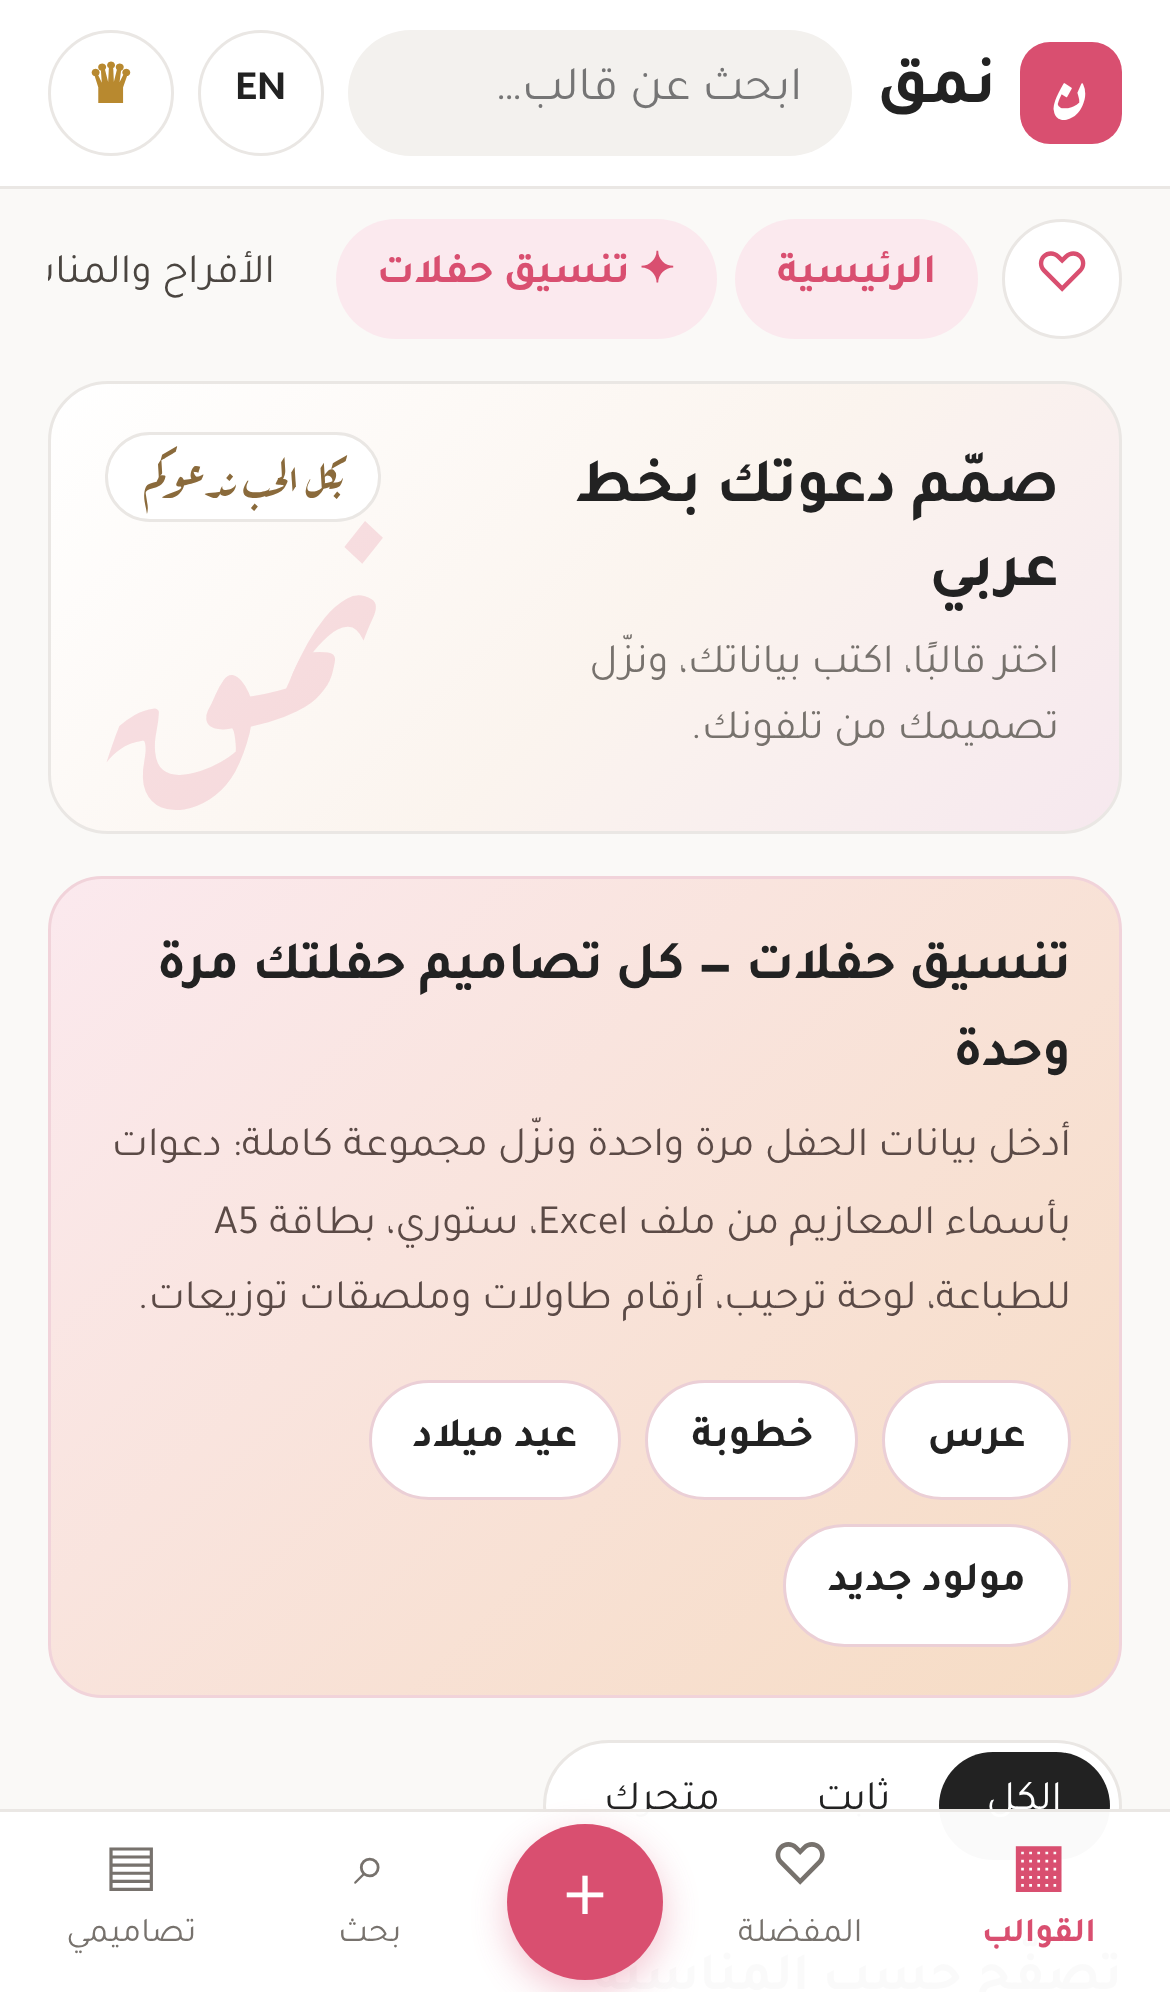 ن
نمق
ابحث عن قالب...
EN
الرئيسية
✦ تنسيق حفلات
الأفراح
صمّم دعوتك بخط
عربي
اختر قالبًا، اكتب بياناتك، ونزّل
تصميمك من تلفونك.
بكل الحب ندعوكم
نمق
تنسيق حفلات – كل تصاميم حفلتك مرة
وحدة
أدخل بيانات الحفل مرة واحدة ونزّل مجموعة كاملة: دعوات
بأسماء المعازيم من ملف Excel، ستوري، بطاقة A5
للطباعة، لوحة ترحيب، أرقام طاولات وملصقات توزيعات.
عرس
خطوبة
عيد ميلاد
مولود جديد
الكل
ثابت
متحرك
تصفح حسب
القوالب
المفضلة
+
بحث
تصاميمي